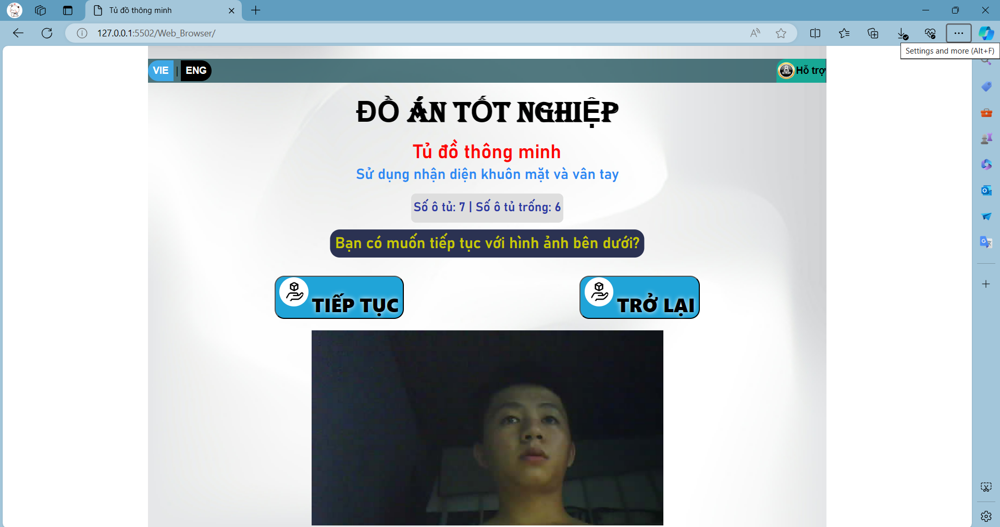 Tủ đồ thông minh
127.0.0.1:5502/Web_Browser/
Settings and more (Alt+F)
VIE | ENG
Hỗ trợ
ĐỒ ÁN TỐT NGHIỆP
Tủ đồ thông minh
Sử dụng nhận diện khuôn mặt và vân tay
Số ô tủ: 7 | Số ô tủ trống: 6
Bạn có muốn tiếp tục với hình ảnh bên dưới?
TIẾP TỤC
TRỞ LẠI